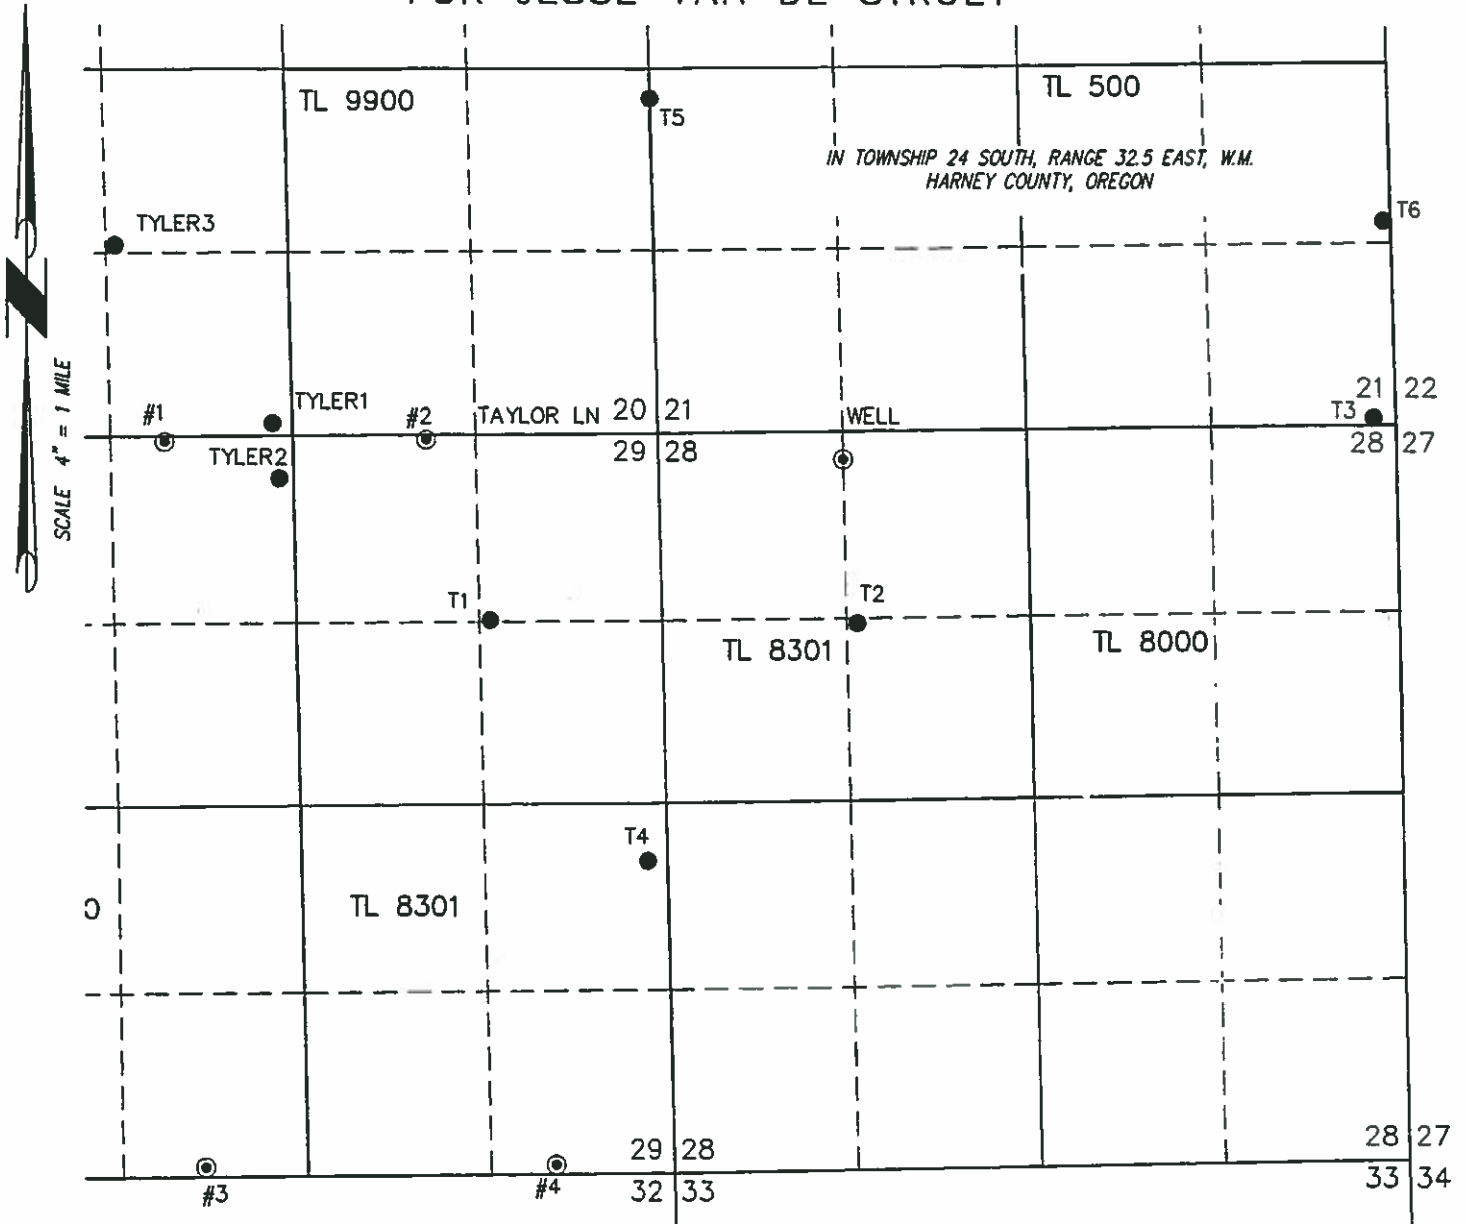 TL 9900
TL 500
T5
IN TOWNSHIP 24 SOUTH, RANGE 32.5 EAST, W.M.
HARNEY COUNTY, OREGON
TYLER3
T6
SCALE 4" = 1 MILE
#1
TYLER1
#2
TAYLOR LN
20 21
WELL
21 22
T3
TYLER2
29 28
28 27
T1
T2
TL 8301
TL 8000
T4
0
TL 8301
29 28
28 27
#3
#4
32 33
33 34